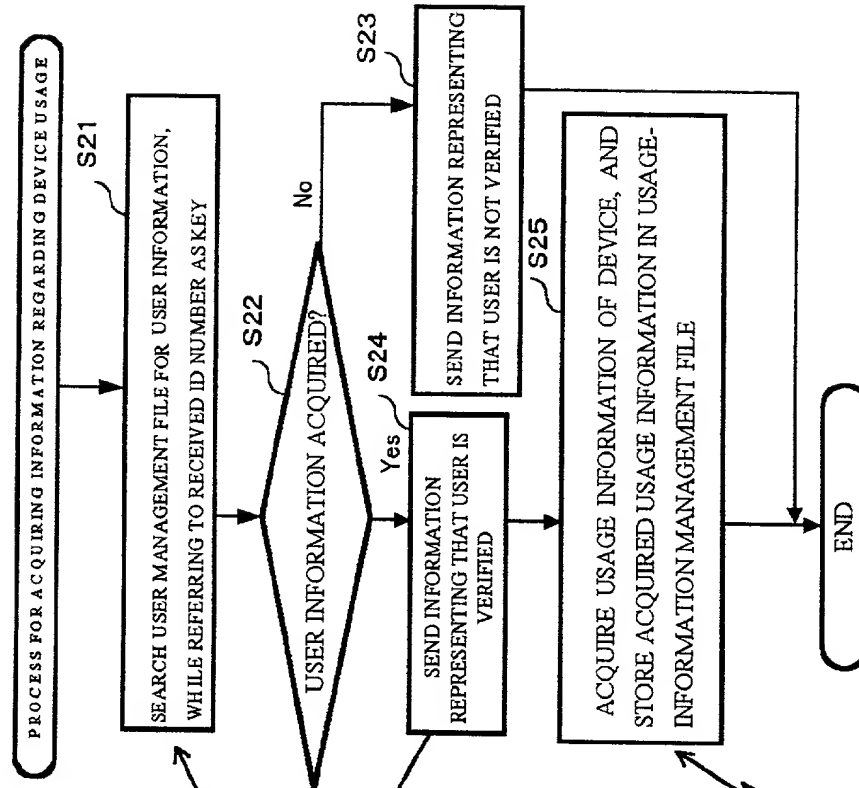 PROCESS FOR ACQUIRING INFORMATION REGARDING DEVICE USAGE
S21
SEARCH USER MANAGEMENT FILE FOR USER INFORMATION,
WHILE REFERRING TO RECEIVED ID NUMBER AS KEY
S22
USER INFORMATION ACQUIRED?
No
S23
SEND INFORMATION REPRESENTING
THAT USER IS NOT VERIFIED
Yes
S24
SEND INFORMATION
REPRESENTING THAT USER IS
VERIFIED
S25
ACQUIRE USAGE INFORMATION OF DEVICE, AND
STORE ACQUIRED USAGE INFORMATION IN USAGE-
INFORMATION MANAGEMENT FILE
END